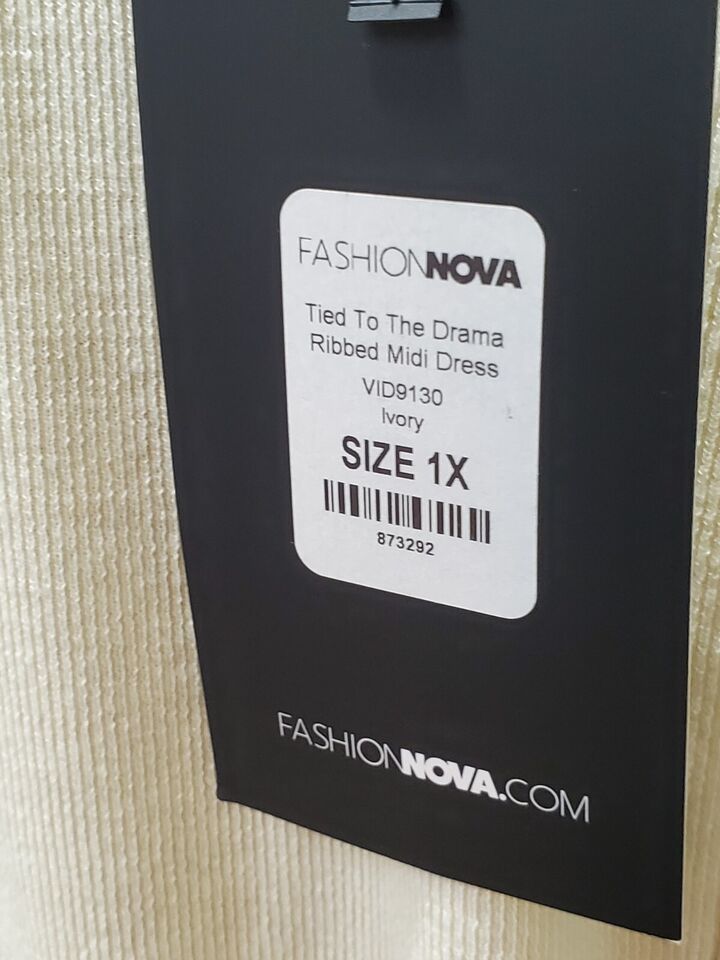 FASHIONNOVA
Tied To The Drama
Ribbed Midi Dress
VID9130
Ivory
SIZE 1X
873292
FASHIONNOVA.COM